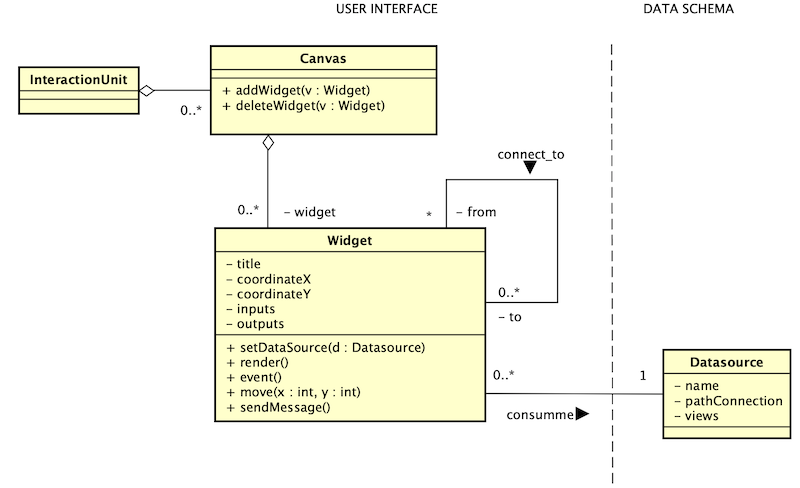 USER INTERFACE
DATA SCHEMA
InteractionUnit
0..*
Canvas
+ addWidget(v : Widget)
+ deleteWidget(v : Widget)
connect_to
0..*
- widget
*
- from
Widget
- title
- coordinateX
- coordinateY
- inputs
- outputs
+ setDataSource(d : Datasource)
+ render()
+ event()
+ move(x : int, y : int)
+ sendMessage()
0..*
- to
0..*
1
consumme
Datasource
- name
- pathConnection
- views